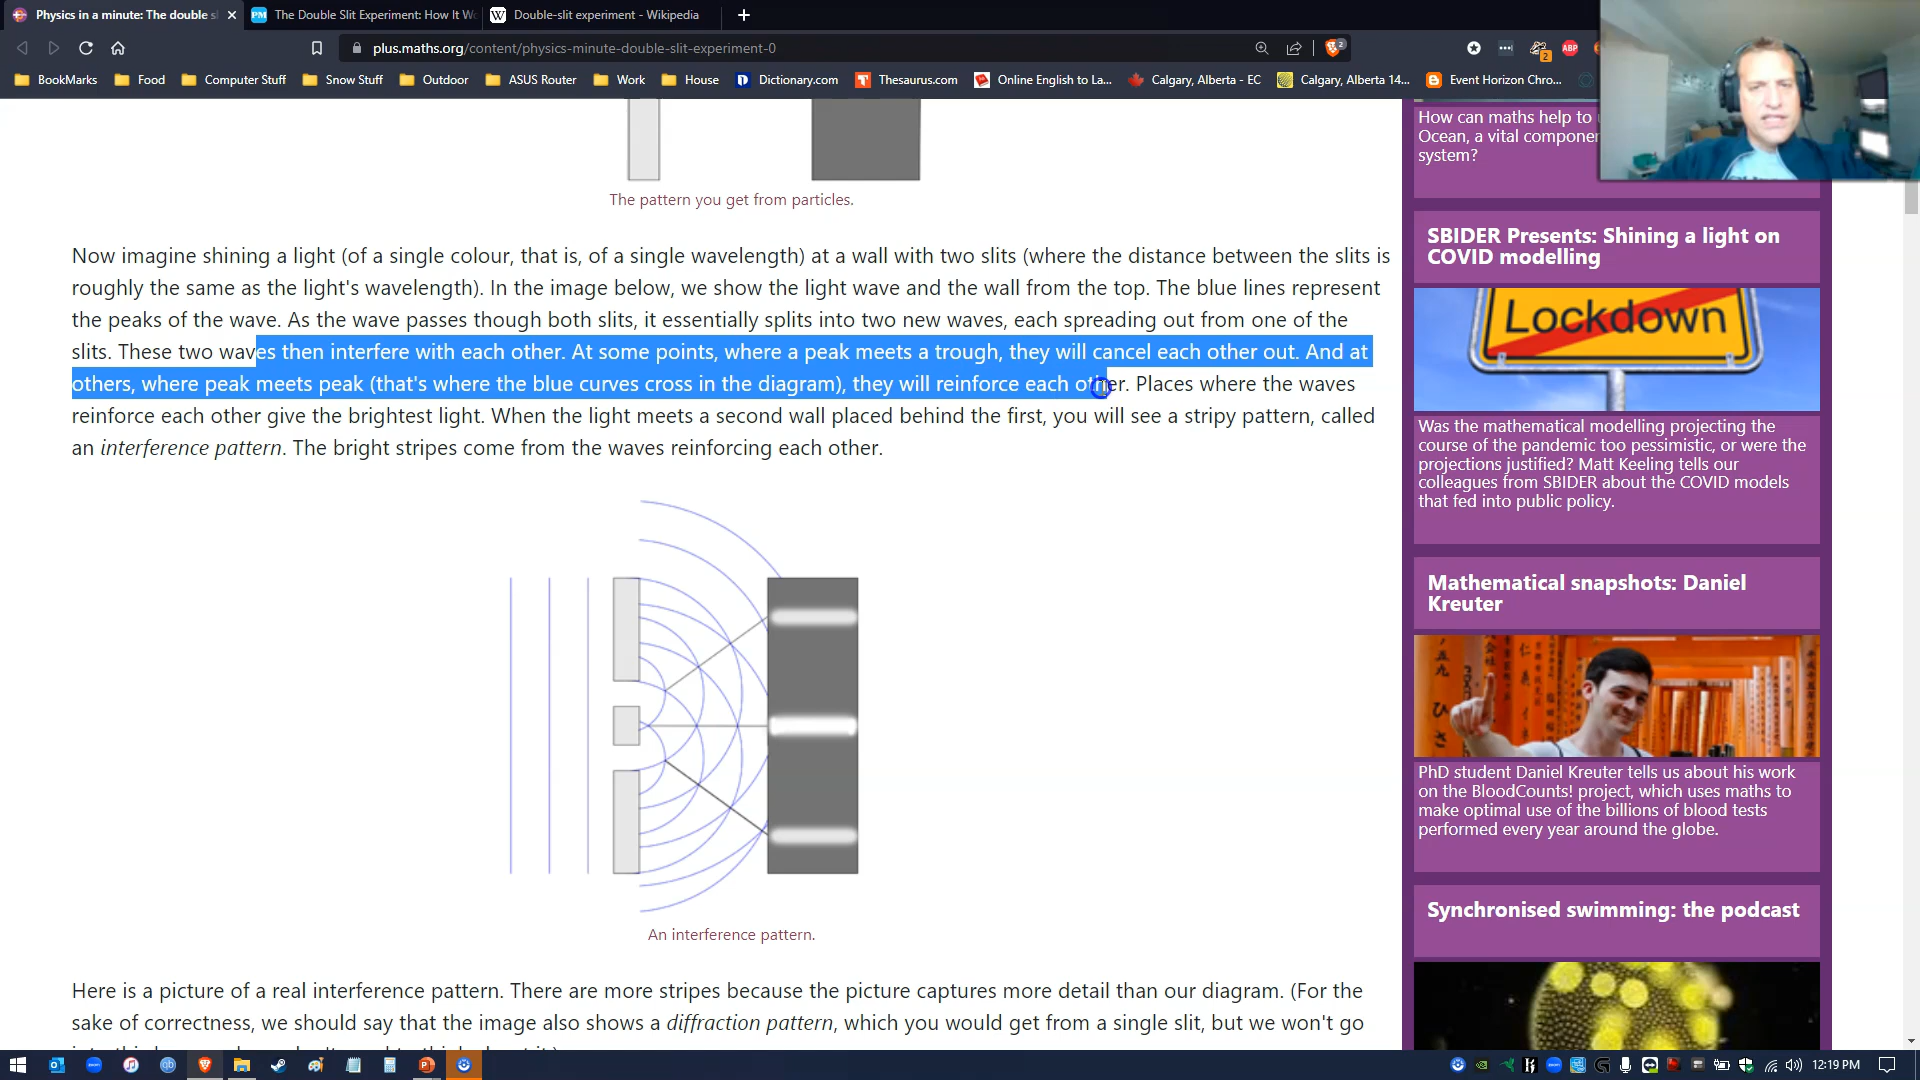 Physics in a minute: The double sl
The Double Slit Experiment: How It Wo
Double-slit experiment - Wikipedia
plus.maths.org/content/physics-minute-double-slit-experiment-0
BookMarks
Food
Computer Stuff
Snow Stuff
Outdoor
ASUS Router
Work
House
Dictionary.com
Thesaurus.com
Online English to La...
Calgary, Alberta - EC
Calgary, Alberta 14...
Event Horizon Chro...
The pattern you get from particles.
Now imagine shining a light (of a single colour, that is, of a single wavelength) at a wall with two slits (where the distance between the slits is
roughly the same as the light's wavelength). In the image below, we show the light wave and the wall from the top. The blue lines represent
the peaks of the wave. As the wave passes though both slits, it essentially splits into two new waves, each spreading out from one of the
slits. These two waves then interfere with each other. At some points, where a peak meets a trough, they will cancel each other out. And at
others, where peak meets peak (that's where the blue curves cross in the diagram), they will reinforce each other. Places where the waves
reinforce each other give the brightest light. When the light meets a second wall placed behind the first, you will see a stripy pattern, called
an interference pattern. The bright stripes come from the waves reinforcing each other.
An interference pattern.
Here is a picture of a real interference pattern. There are more stripes because the picture captures more detail than our diagram. (For the
sake of correctness, we should say that the image also shows a diffraction pattern, which you would get from a single slit, but we won't go
How can maths help to
Ocean, a vital componen
system?
SBIDER Presents: Shining a light on
COVID modelling
Lockdown
Was the mathematical modelling projecting the
course of the pandemic too pessimistic, or were the
projections justified? Matt Keeling tells our
colleagues from SBIDER about the COVID models
that fed into public policy.
Mathematical snapshots: Daniel
Kreuter
PhD student Daniel Kreuter tells us about his work
on the BloodCounts! project, which uses maths to
make optimal use of the billions of blood tests
performed every year around the globe.
Synchronised swimming: the podcast
12:19 PM